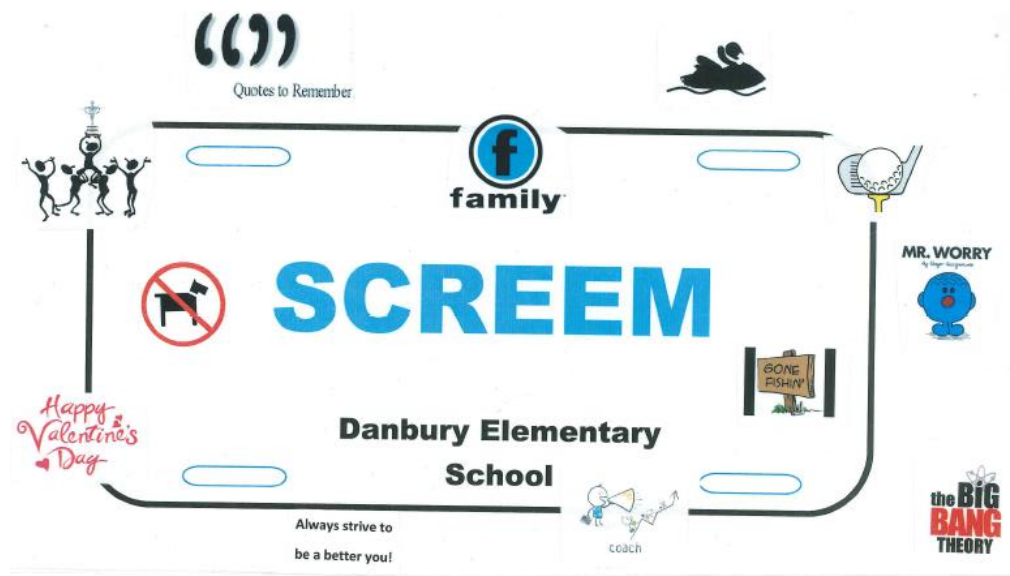 “”
Quotes to Remember
f
family
MR. WORRY
SCREEM
GONE
FISHIN'
Happy
Valentine's
Day
Danbury Elementary
School
Always strive to
be a better you!
coach
the BiG
BANG
THEORY